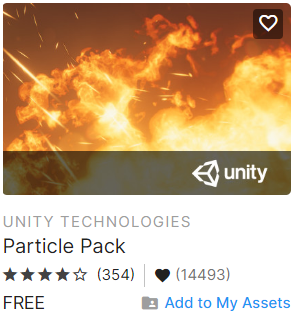 unity
UNITY TECHNOLOGIES
Particle Pack
(354) (14493)
FREE Add to My Assets